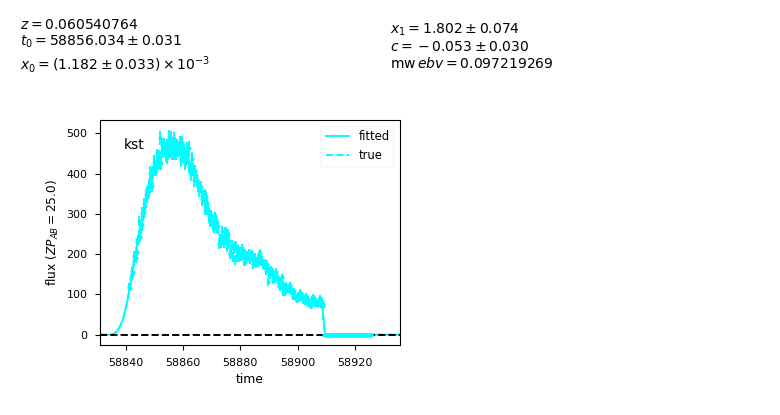 z = 0.060540764
t₀ = 58856.034 ± 0.031
x₀ = (1.182 ± 0.033) × 10⁻³
x₁ = 1.802 ± 0.074
c = −0.053 ± 0.030
mw ebv = 0.097219269
kst
fitted
true
flux (ZP_AB = 25.0)
500
400
300
200
100
0
58840 58860 58880 58900 58920
time